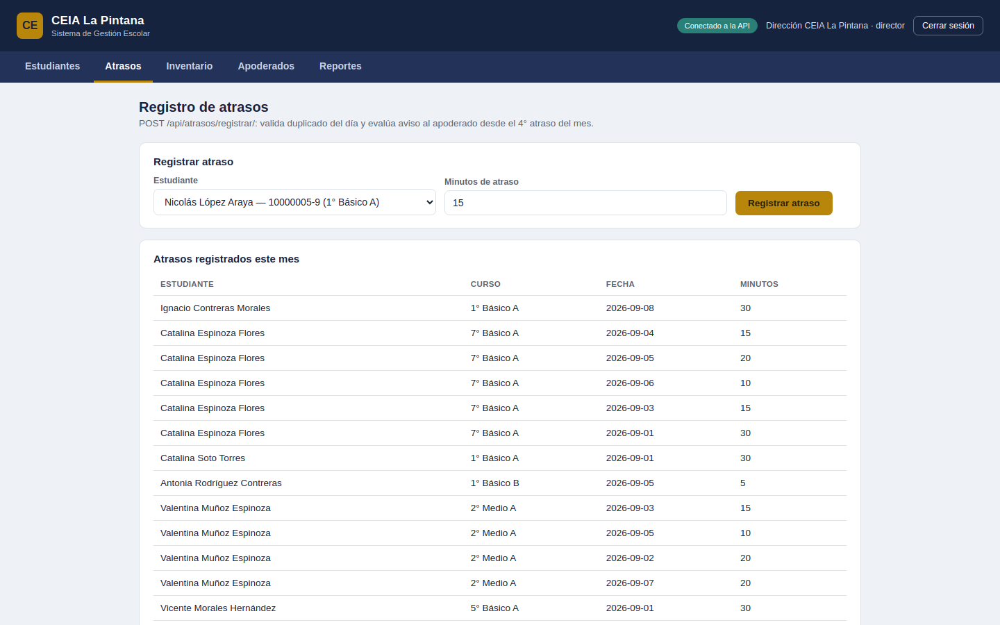 CE
CEIA La Pintana
Sistema de Gestión Escolar
Conectado a la API
Dirección CEIA La Pintana · director
Cerrar sesión
Estudiantes
Atrasos
Inventario
Apoderados
Reportes
Registro de atrasos
POST /api/atrasos/registrar/: valida duplicado del día y evalúa aviso al apoderado desde el 4° atraso del mes.
Registrar atraso
Estudiante
Minutos de atraso
Nicolás López Araya — 10000005-9 (1° Básico A)
15
Registrar atraso
Atrasos registrados este mes
ESTUDIANTE CURSO FECHA MINUTOS
Ignacio Contreras Morales 1° Básico A 2026-09-08 30
Catalina Espinoza Flores 7° Básico A 2026-09-04 15
Catalina Espinoza Flores 7° Básico A 2026-09-05 20
Catalina Espinoza Flores 7° Básico A 2026-09-06 10
Catalina Espinoza Flores 7° Básico A 2026-09-03 15
Catalina Espinoza Flores 7° Básico A 2026-09-01 30
Catalina Soto Torres 1° Básico A 2026-09-01 30
Antonia Rodríguez Contreras 1° Básico B 2026-09-05 5
Valentina Muñoz Espinoza 2° Medio A 2026-09-03 15
Valentina Muñoz Espinoza 2° Medio A 2026-09-05 10
Valentina Muñoz Espinoza 2° Medio A 2026-09-02 20
Valentina Muñoz Espinoza 2° Medio A 2026-09-07 20
Vicente Morales Hernández 5° Básico A 2026-09-01 30